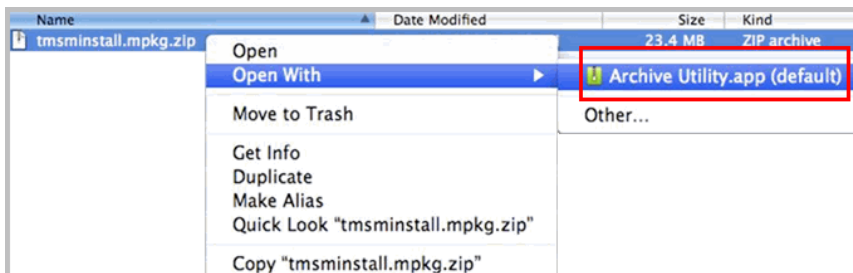 Name Date Modified Size Kind
tmsminstall.mpkg.zip 23.4 MB ZIP archive
Open
Open With Archive Utility.app (default)
Move to Trash Other...
Get Info
Duplicate
Make Alias
Quick Look “tmsminstall.mpkg.zip”
Copy “tmsminstall.mpkg.zip”